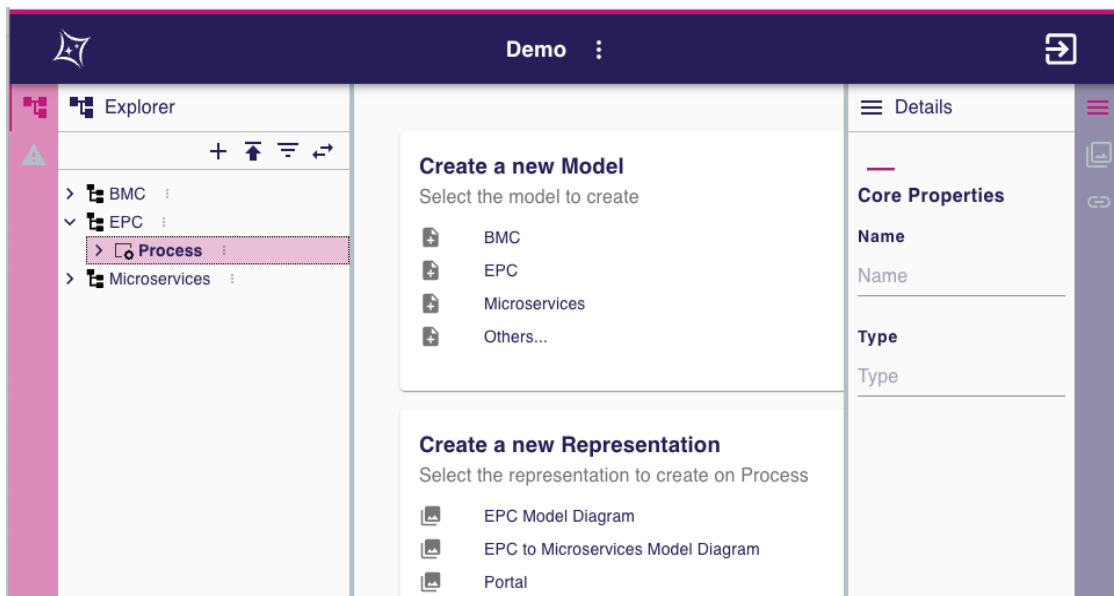 Demo
Explorer
BMC
EPC
Process
Microservices
Create a new Model
Select the model to create
BMC
EPC
Microservices
Others...
Create a new Representation
Select the representation to create on Process
EPC Model Diagram
EPC to Microservices Model Diagram
Portal
Details
Core Properties
Name
Name
Type
Type